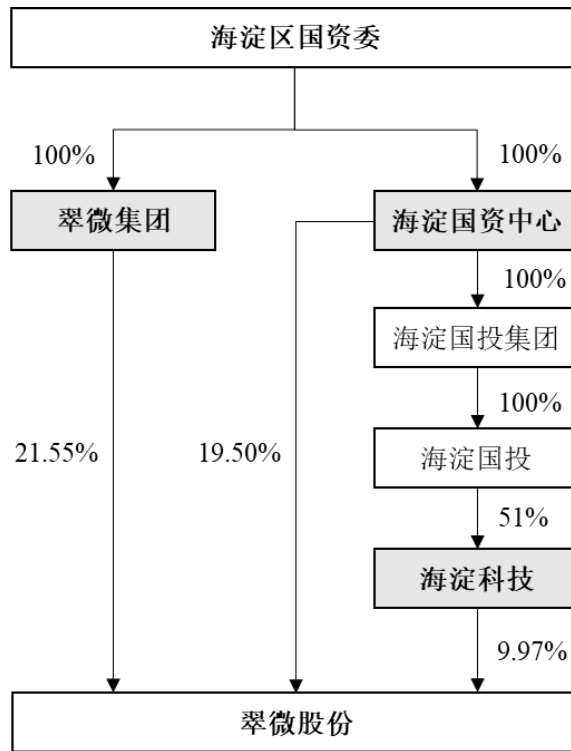 海淀区国资委
100%
100%
翠微集团
海淀国资中心
100%
海淀国投集团
100%
21.55%
19.50%
海淀国投
51%
海淀科技
9.97%
翠微股份